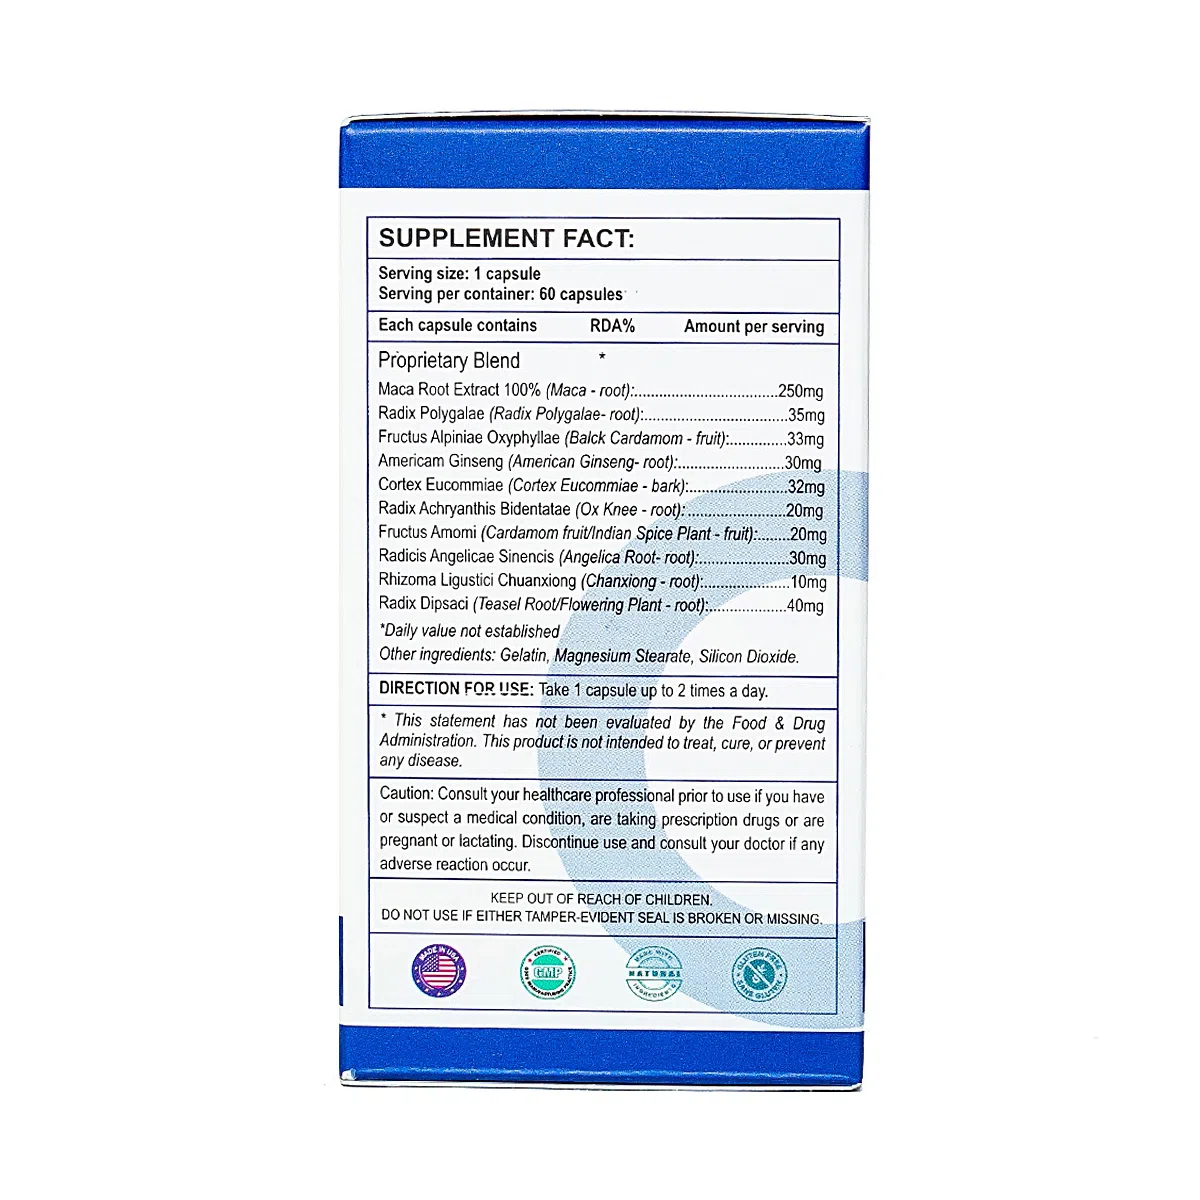 SUPPLEMENT FACT:
Serving size: 1 capsule
Serving per container: 60 capsules
Each capsule contains RDA% Amount per serving
Proprietary Blend *
Maca Root Extract 100% (Maca - root):..................................250mg
Radix Polygalae (Radix Polygalae- root):...................................35mg
Fructus Alpiniae Oxyphyllae (Balck Cardamom - fruit):..............33mg
Americam Ginseng (American Ginseng- root):.........................30mg
Cortex Eucommiae (Cortex Eucommiae - bark):........................32mg
Radix Achryanthis Bidentatae (Ox Knee - root): ........................20mg
Fructus Amomi (Cardamom fruit/Indian Spice Plant - fruit):........20mg
Radicis Angelicae Sinencis (Angelica Root- root):......................30mg
Rhizoma Ligustici Chuanxiong (Chanxiong - root):.....................10mg
Radix Dipsaci (Teasel Root/Flowering Plant - root):...................40mg
*Daily value not established
Other ingredients: Gelatin, Magnesium Stearate, Silicon Dioxide.
DIRECTION FOR USE: Take 1 capsule up to 2 times a day.
* This statement has not been evaluated by the Food & Drug
Administration. This product is not intended to treat, cure, or prevent
any disease.
Caution: Consult your healthcare professional prior to use if you have
or suspect a medical condition, are taking prescription drugs or are
pregnant or lactating. Discontinue use and consult your doctor if any
adverse reaction occur.
KEEP OUT OF REACH OF CHILDREN.
DO NOT USE IF EITHER TAMPER-EVIDENT SEAL IS BROKEN OR MISSING.
MADE IN USA
CERTIFIED
GMP
GOOD MANUFACTURING PRACTICE
MADE WITH
NATURAL
INGREDIENTS
GLUTEN FREE
SANS GLUTEN